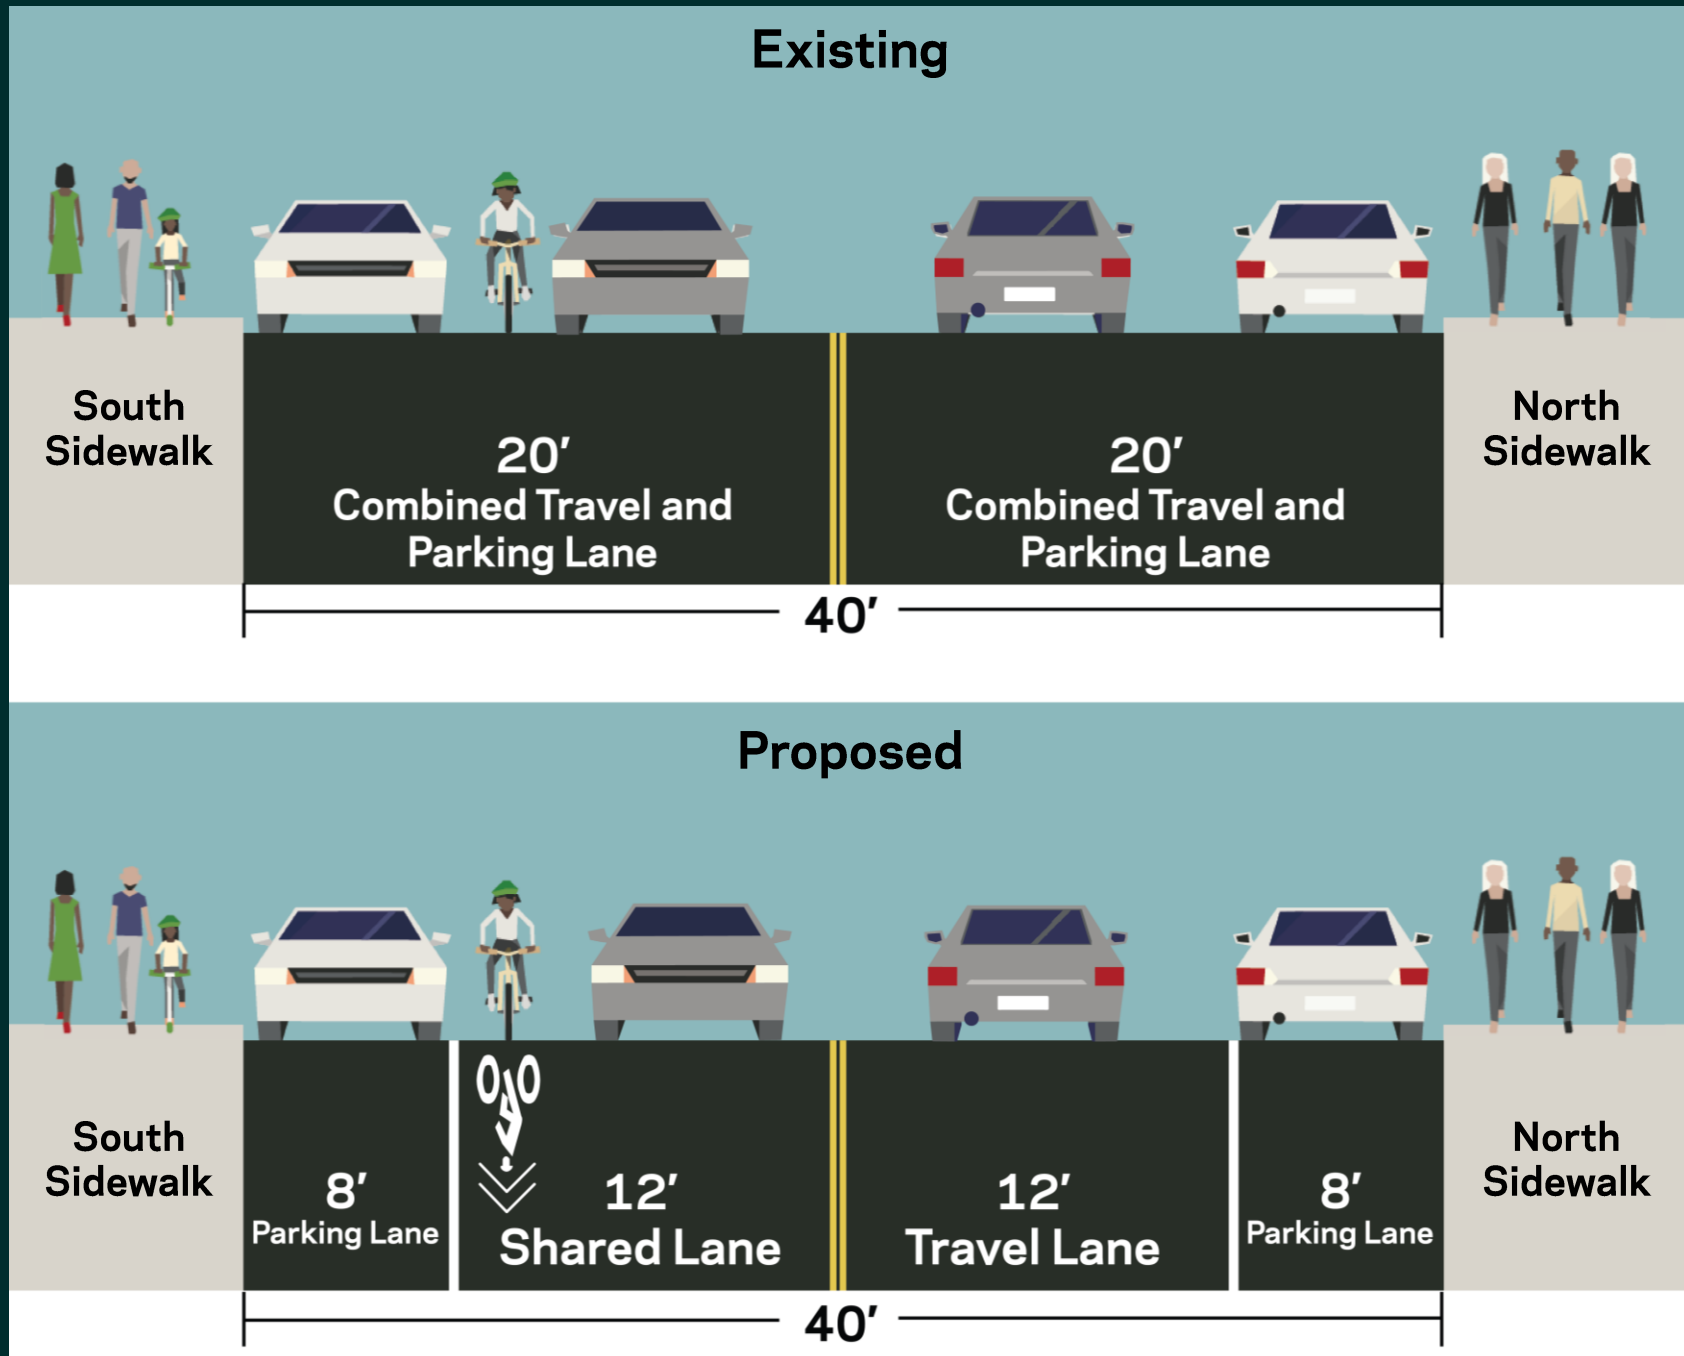 Existing
South
Sidewalk
20′
Combined Travel and
Parking Lane
20′
Combined Travel and
Parking Lane
North
Sidewalk
40′
Proposed
South
Sidewalk
8′
Parking Lane
12′
Shared Lane
12′
Travel Lane
8′
Parking Lane
North
Sidewalk
40′